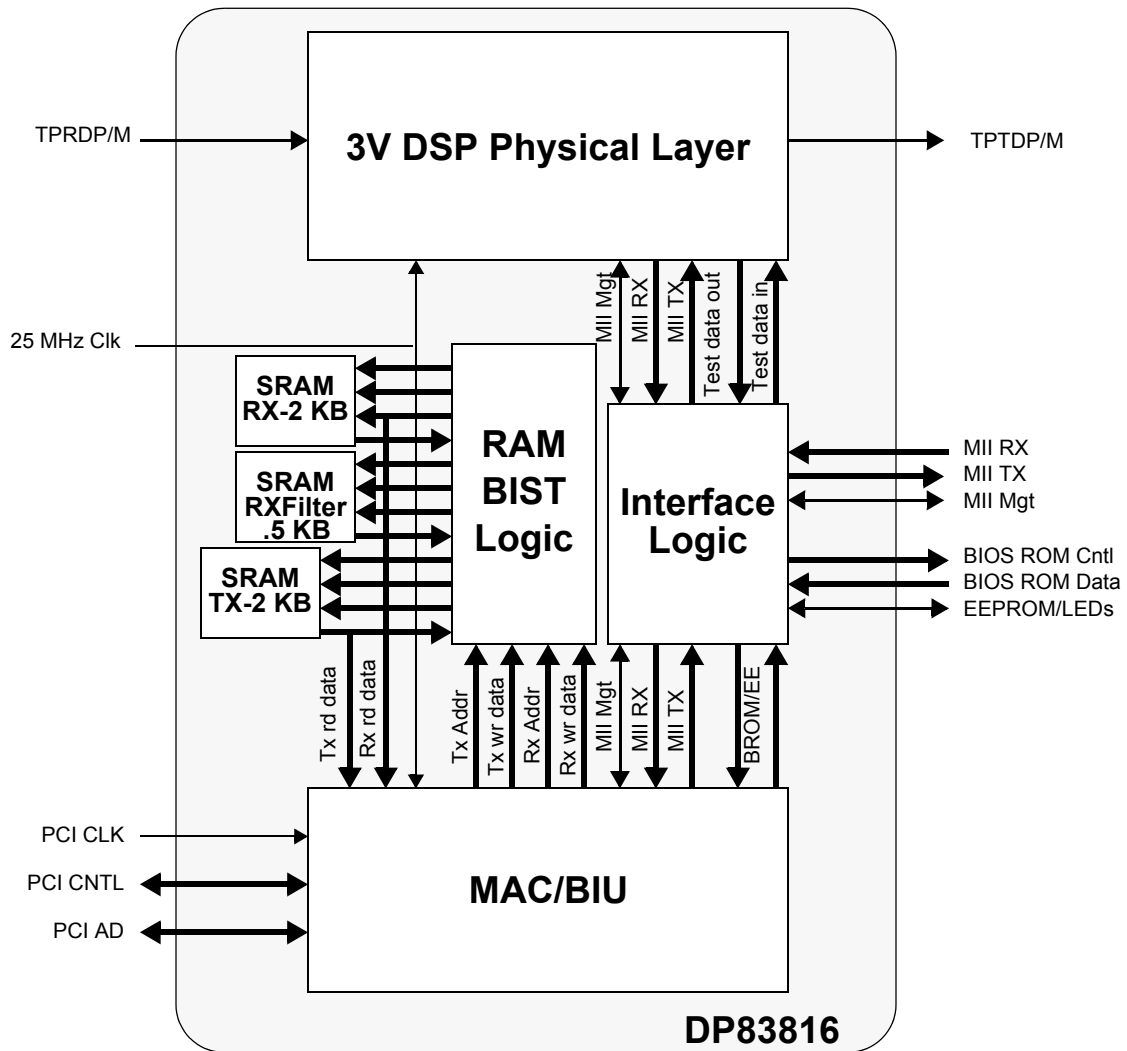 3V DSP Physical Layer
TPRDP/M
TPTDP/M
MII Mgt
MII RX
MII TX
Test data out
Test data in
25 MHz Clk
SRAM
RX-2 KB
SRAM
RXFilter
.5 KB
SRAM
TX-2 KB
RAM
BIST
Logic
Interface
Logic
MII RX
MII TX
MII Mgt
BIOS ROM Cntl
BIOS ROM Data
EEPROM/LEDs
Tx rd data
Rx rd data
Tx Addr
Tx wr data
Rx Addr
Rx wr data
MII Mgt
MII RX
MII TX
BROM/EE
PCI CLK
PCI CNTL
PCI AD
MAC/BIU
DP83816